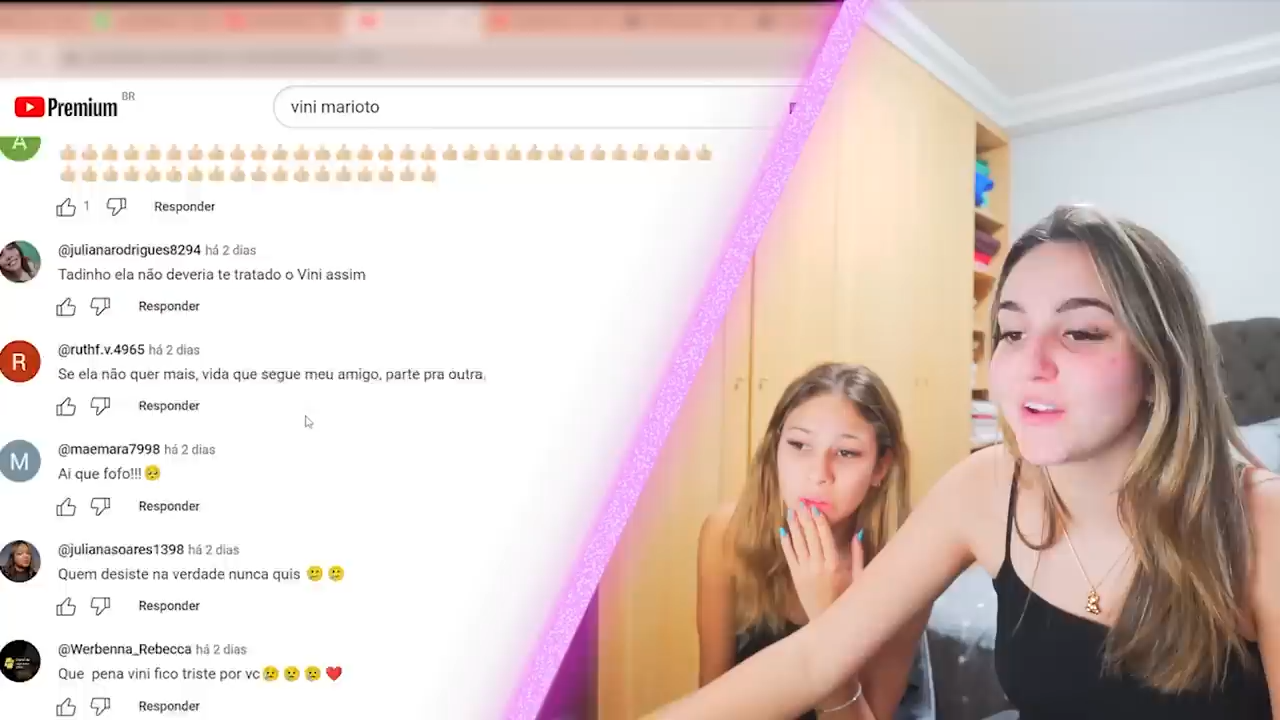 Premium BR
vini marioto
A
👍🏼👍🏼👍🏼👍🏼👍🏼👍🏼👍🏼👍🏼👍🏼👍🏼👍🏼👍🏼👍🏼👍🏼👍🏼👍🏼👍🏼👍🏼👍🏼👍🏼👍🏼👍🏼👍🏼👍🏼👍🏼👍🏼👍🏼👍🏼👍🏼👍🏼👍🏼
👍🏼👍🏼👍🏼👍🏼👍🏼👍🏼👍🏼👍🏼👍🏼👍🏼👍🏼👍🏼👍🏼👍🏼👍🏼👍🏼👍🏼👍🏼
1 Responder
@julianarodrigues8294 há 2 dias
Tadinho ela não deveria te tratado o Vini assim
Responder
R
@ruthf.v.4965 há 2 dias
Se ela não quer mais, vida que segue meu amigo, parte pra outra.
Responder
M
@maemara7998 há 2 dias
Ai que fofo!!! 🥺
Responder
@julianasoares1398 há 2 dias
Quem desiste na verdade nunca quis 🥲 🥲
Responder
@Werbenna_Rebecca há 2 dias
Que pena vini fico triste por vc😢 😢 😢 ❤️
Responder